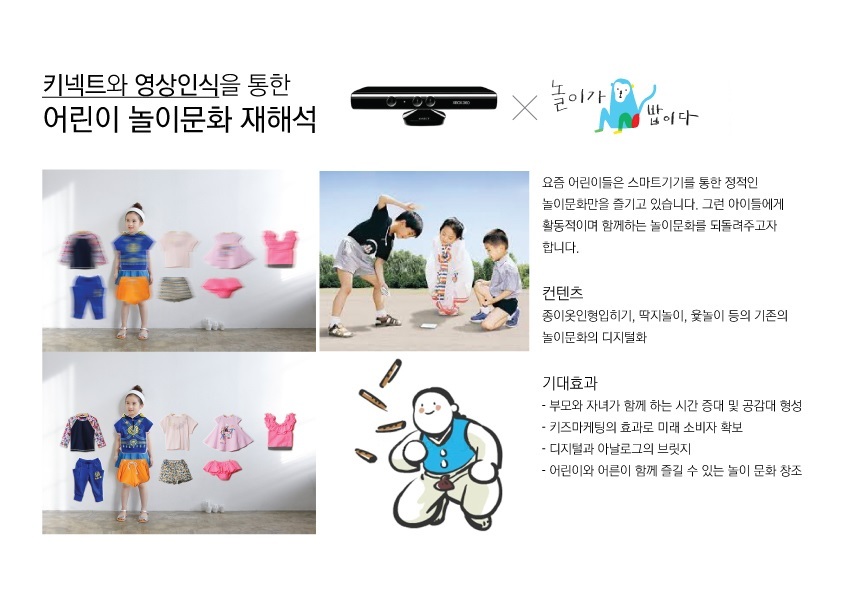 키넥트와 영상인식을 통한
어린이 놀이문화 재해석
XBOX 360
놀이가
밥이다
요즘 어린이들은 스마트기기를 통한 정적인
놀이문화만을 즐기고 있습니다. 그런 아이들에게
활동적이며 함께하는 놀이문화를 되돌려주고자
합니다.
컨텐츠
종이옷인형입히기, 딱지놀이, 윷놀이 등의 기존의
놀이문화의 디지털화
기대효과
- 부모와 자녀가 함께 하는 시간 증대 및 공감대 형성
- 키즈마케팅의 효과로 미래 소비자 확보
- 디지털과 아날로그의 브릿지
- 어린이와 어른이 함께 즐길 수 있는 놀이 문화 창조